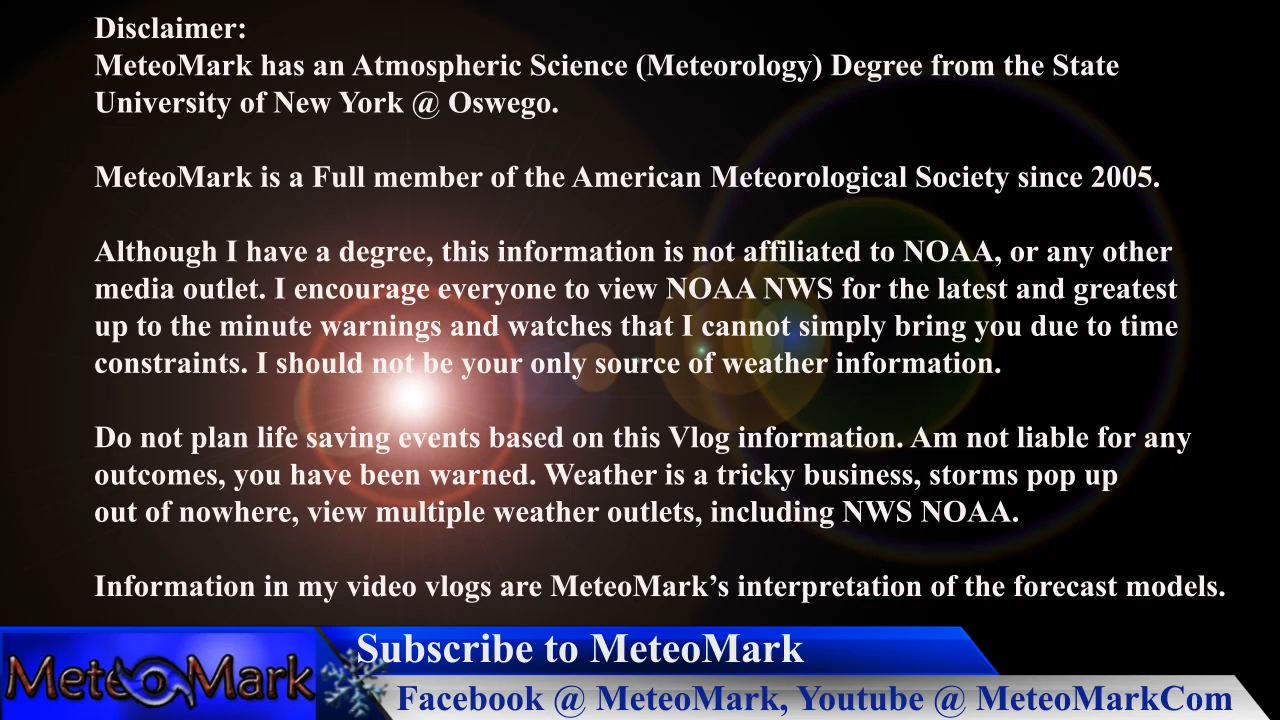 Disclaimer:
MeteoMark has an Atmospheric Science (Meteorology) Degree from the State
University of New York @ Oswego.
MeteoMark is a Full member of the American Meteorological Society since 2005.
Although I have a degree, this information is not affiliated to NOAA, or any other
media outlet. I encourage everyone to view NOAA NWS for the latest and greatest
up to the minute warnings and watches that I cannot simply bring you due to time
constraints. I should not be your only source of weather information.
Do not plan life saving events based on this Vlog information. Am not liable for any
outcomes, you have been warned. Weather is a tricky business, storms pop up
out of nowhere, view multiple weather outlets, including NWS NOAA.
Information in my video vlogs are MeteoMark’s interpretation of the forecast models.
Subscribe to MeteoMark
MeteoMark
Facebook @ MeteoMark, Youtube @ MeteoMarkCom